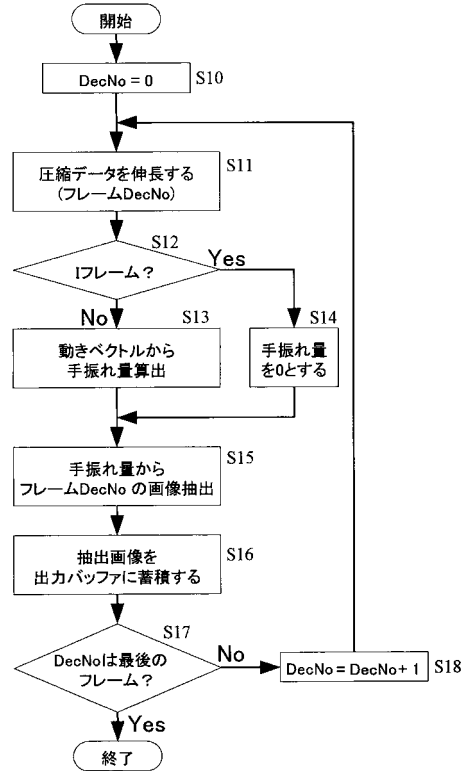 開始
DecNo = 0
S10
圧縮データを伸長する
(フレームDecNo)
S11
S12
Iフレーム?
Yes
No
S13
動きベクトルから
手振れ量算出
S14
手振れ量
を0とする
手振れ量から
フレームDecNo の画像抽出
S15
抽出画像を
出力バッファに蓄積する
S16
S17
DecNoは最後の
フレーム?
No
DecNo = DecNo + 1
S18
Yes
終了